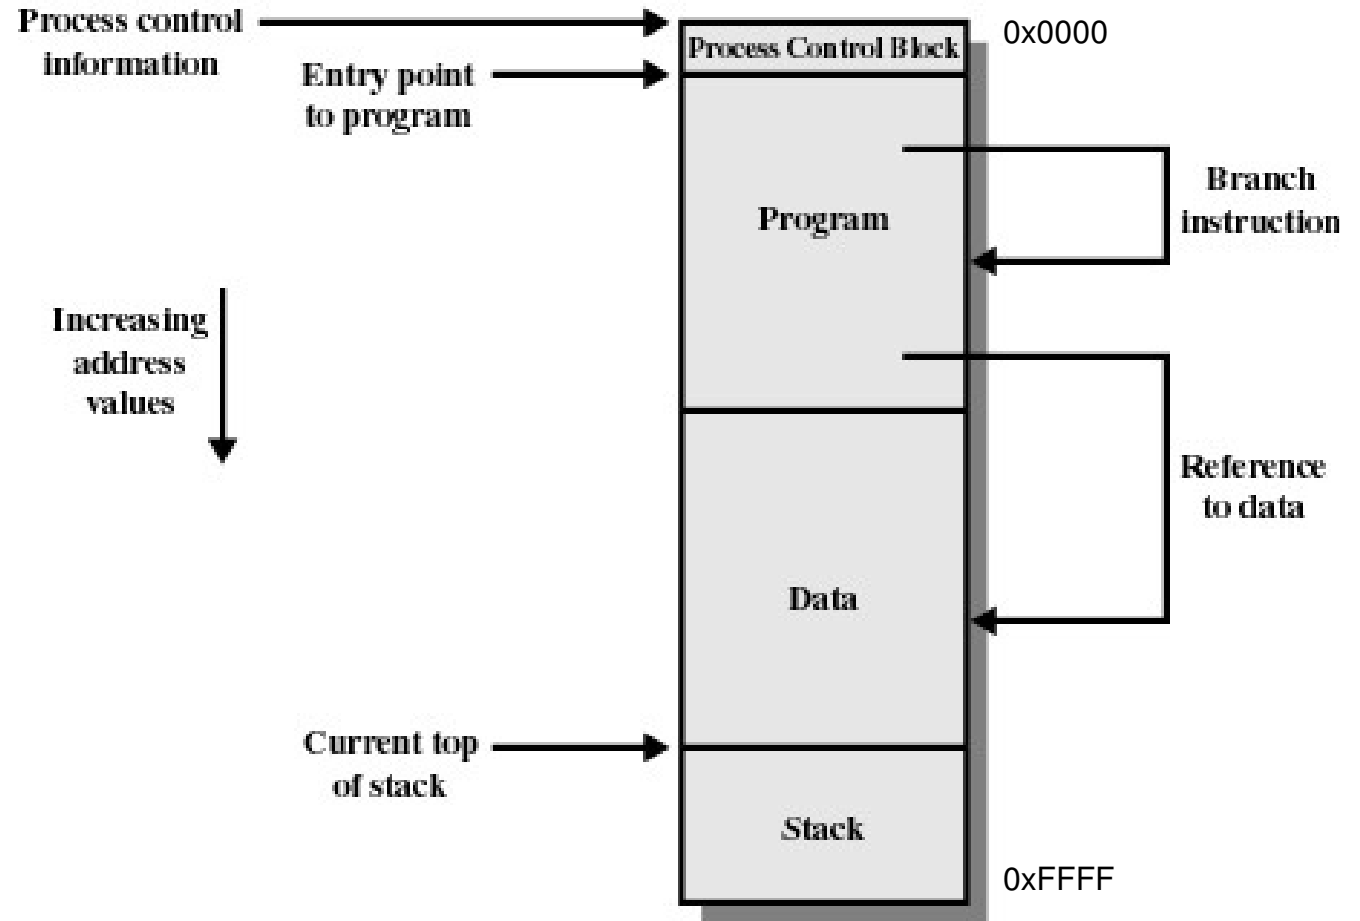 Process control
information
0x0000
Process Control Block
Entry point
to program
Branch
instruction
Program
Increasing
address
values
Reference
to data
Data
Current top
of stack
Stack
0xFFFF